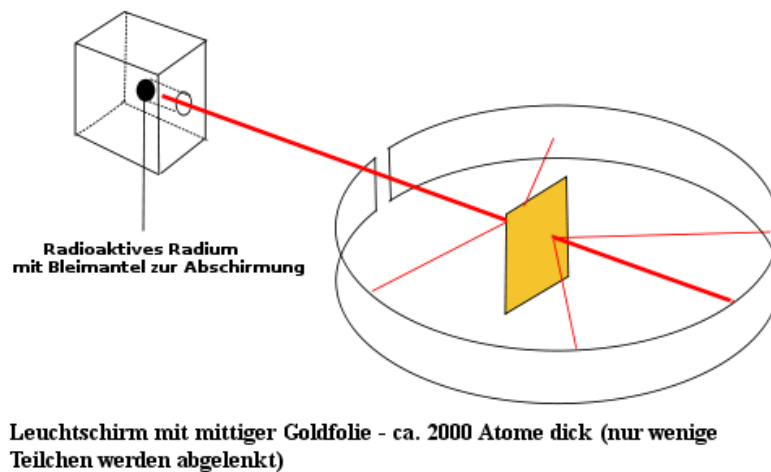 Radioaktives Radium
mit Bleimantel zur Abschirmung
Leuchtschirm mit mittiger Goldfolie - ca. 2000 Atome dick (nur wenige
Teilchen werden abgelenkt)